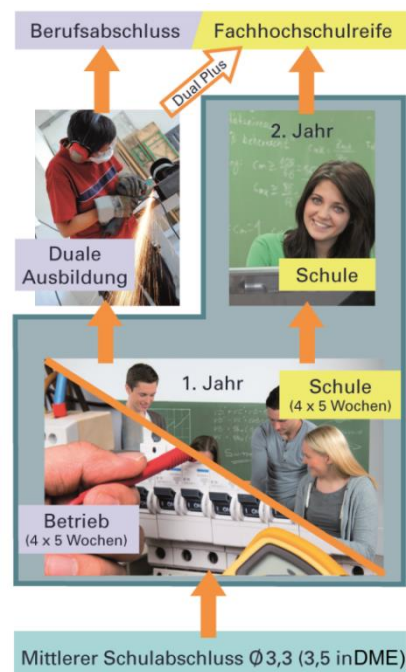 Berufsabschluss
Fachhochschulreife
Dual Plus
2. Jahr
Duale
Ausbildung
Schule
1. Jahr
Schule
(4 x 5 Wochen)
Betrieb
(4 x 5 Wochen)
Mittlerer Schulabschluss Ø3,3 (3,5 inDME)